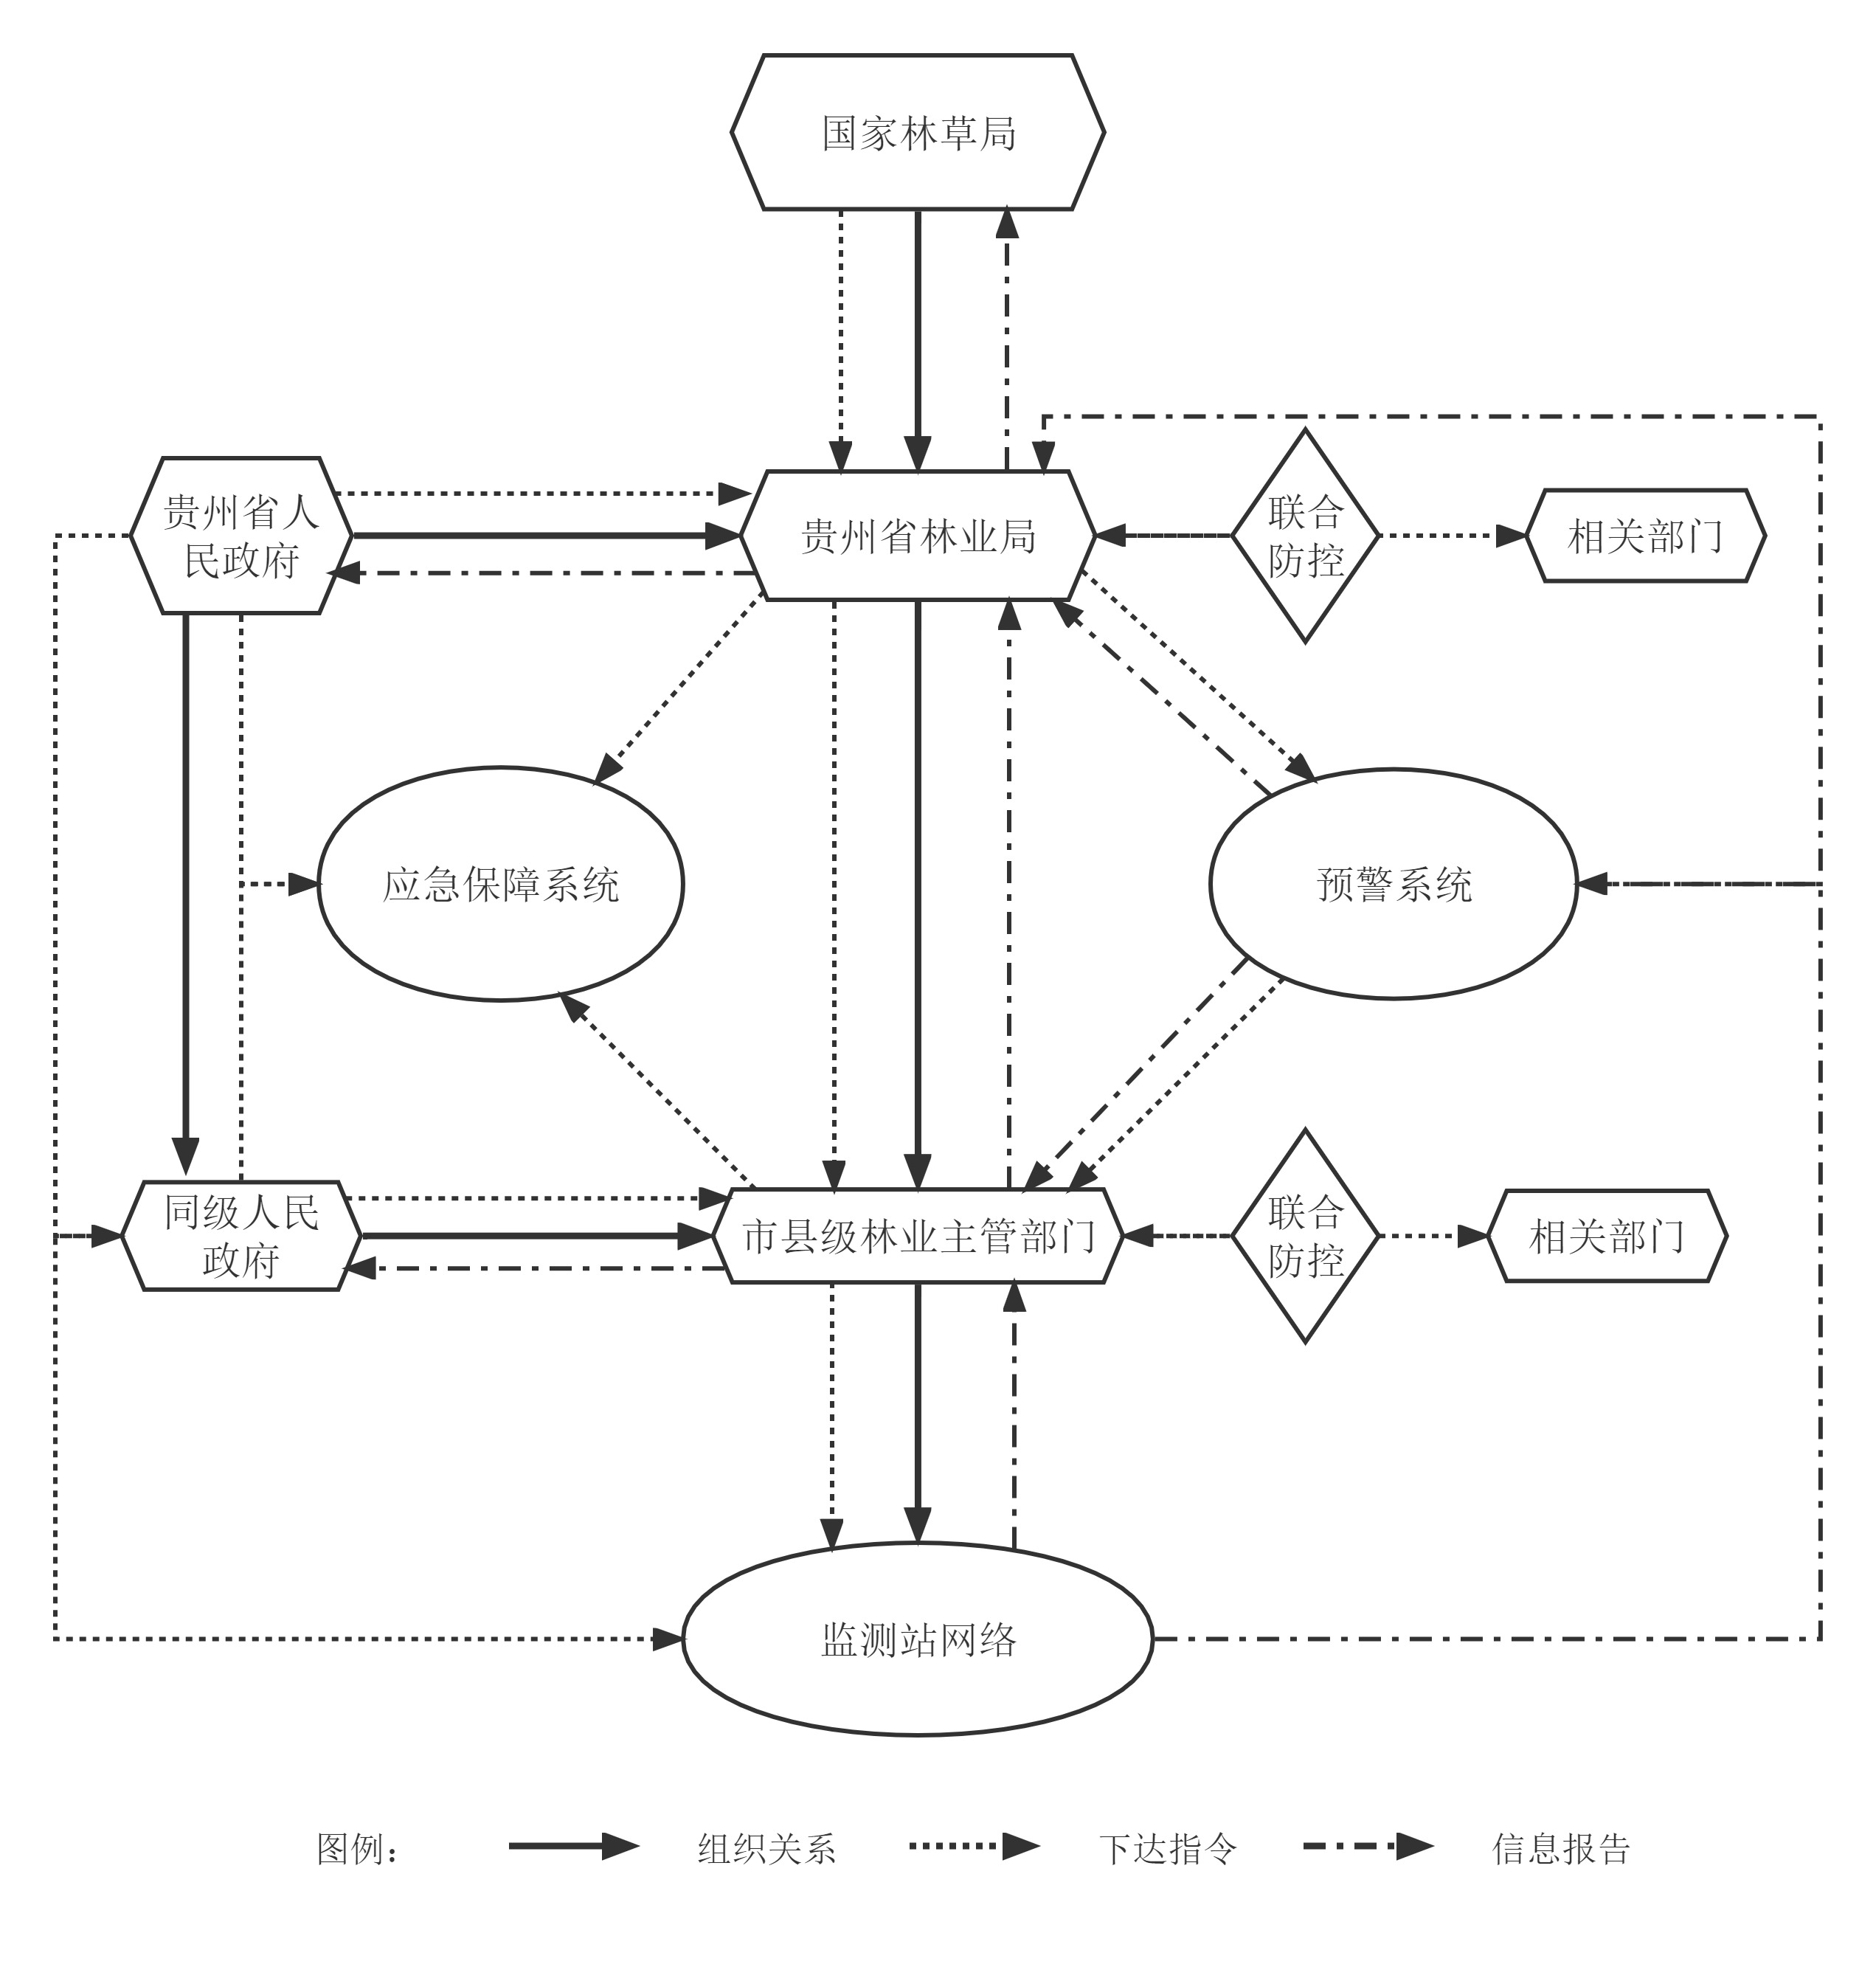 国家林草局
贵州省人
民政府
贵州省林业局
联合
防控
相关部门
应急保障系统
预警系统
同级人民
政府
市县级林业主管部门
联合
防控
相关部门
监测站网络
图例：
组织关系
下达指令
信息报告